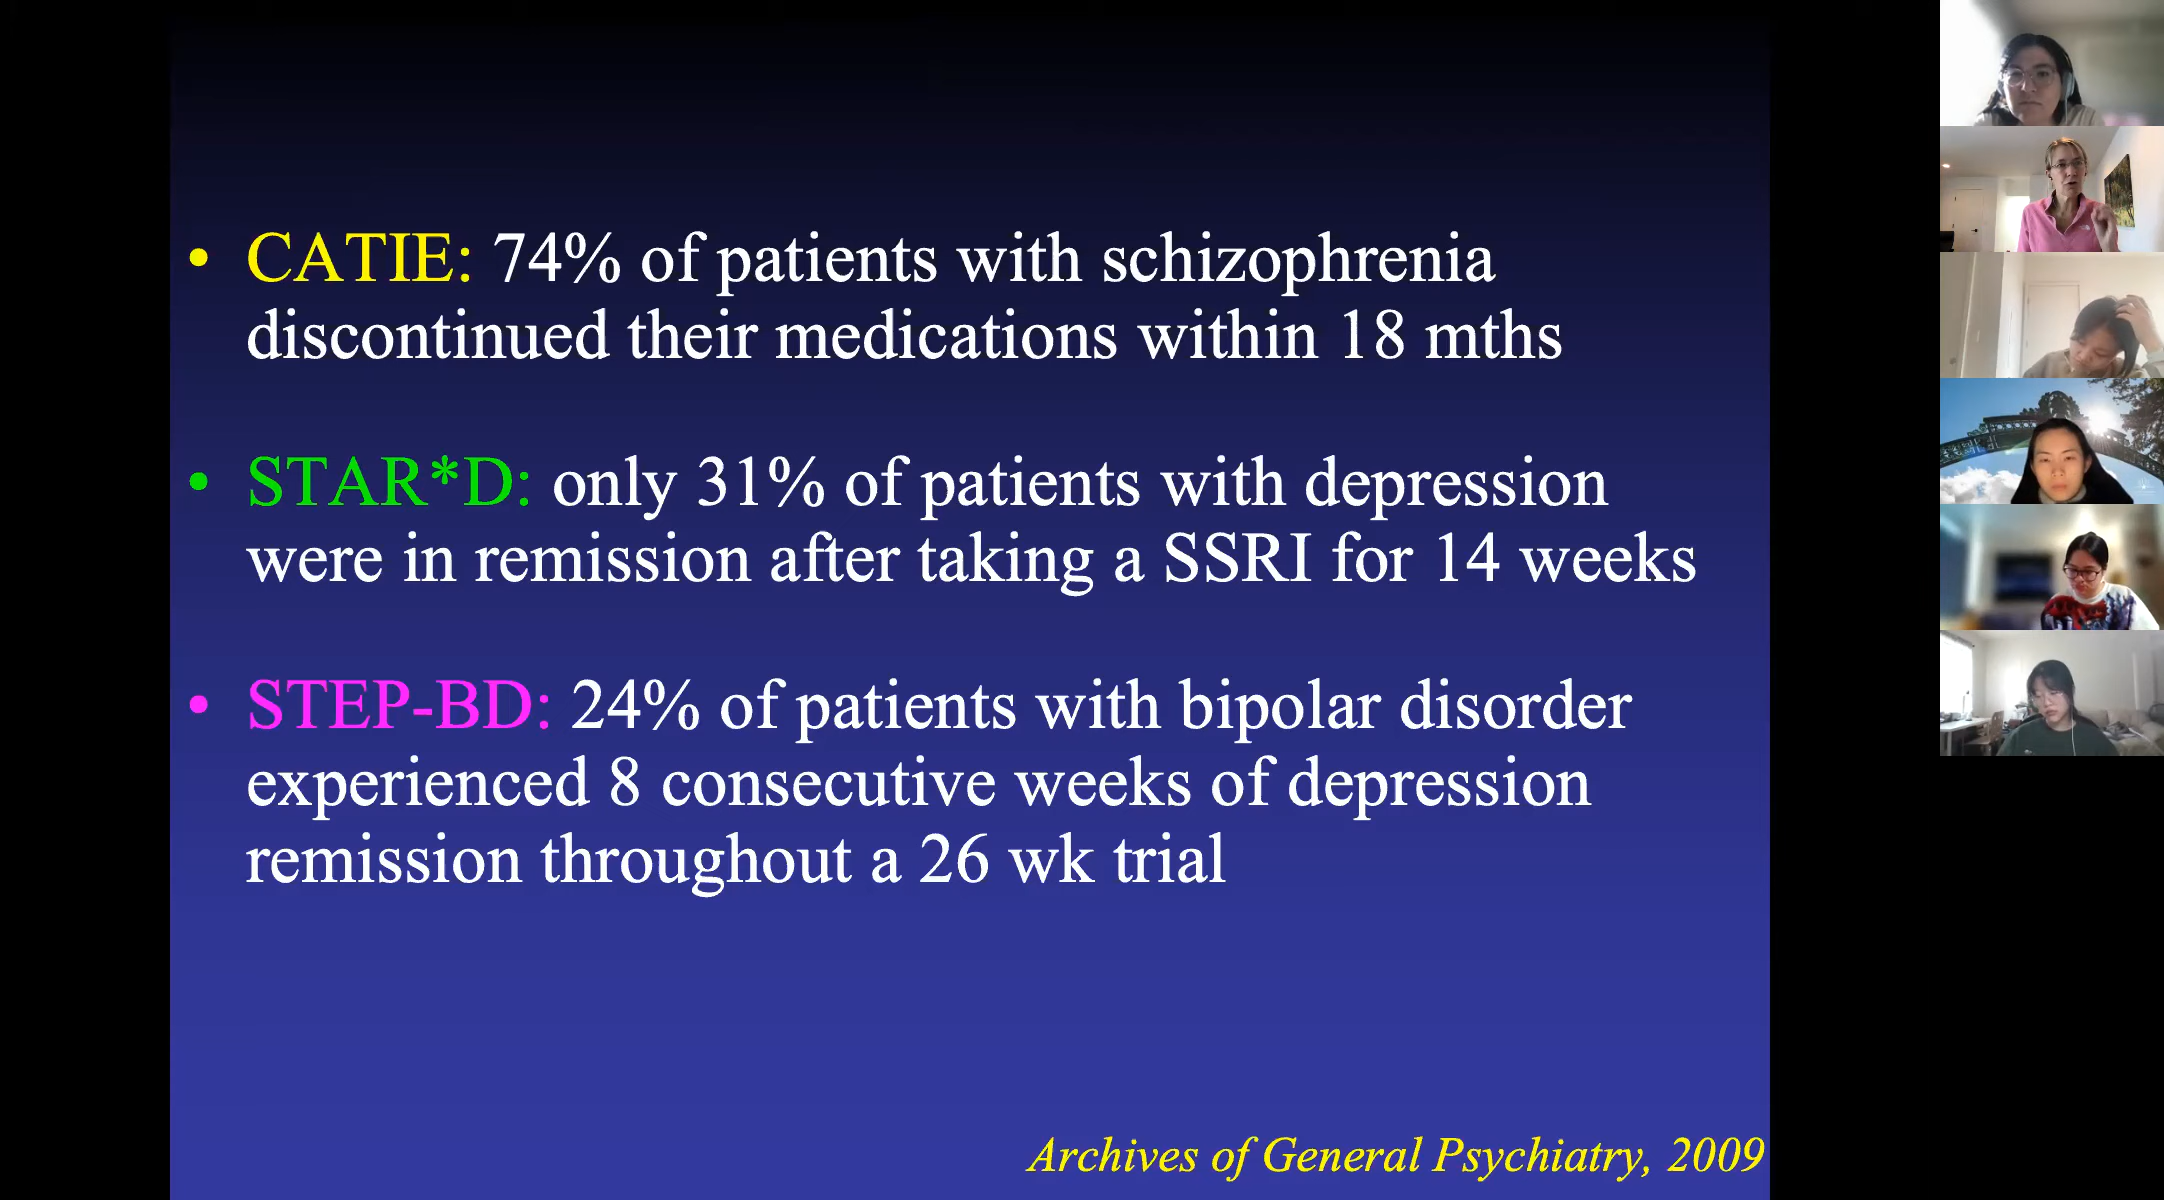 • CATIE: 74% of patients with schizophrenia
discontinued their medications within 18 mths
• STAR*D: only 31% of patients with depression
were in remission after taking a SSRI for 14 weeks
• STEP-BD: 24% of patients with bipolar disorder
experienced 8 consecutive weeks of depression
remission throughout a 26 wk trial
Archives of General Psychiatry, 2009